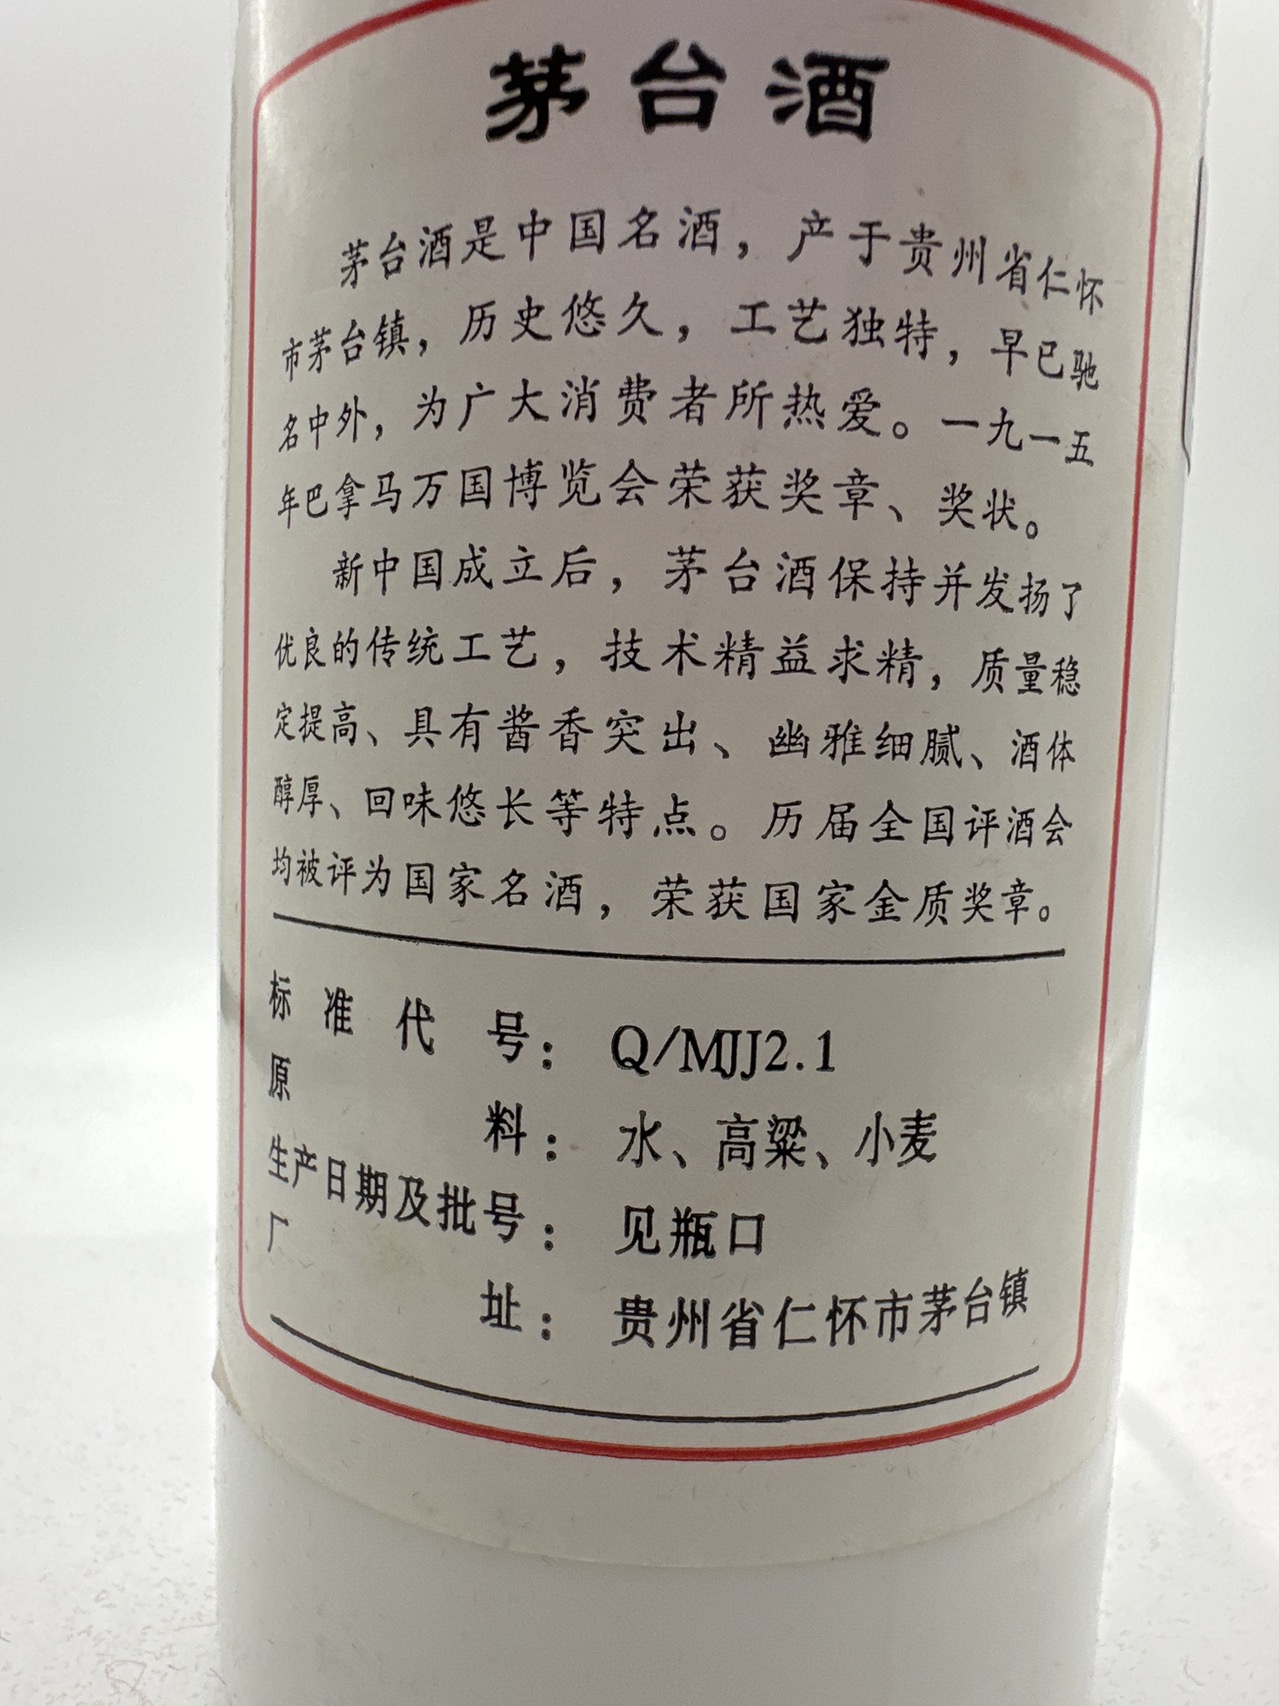 茅台酒
茅台酒是中国名酒，产于贵州省仁怀
市茅台镇，历史悠久，工艺独特，早已驰
名中外，为广大消费者所热爱。一九一五
年巴拿马万国博览会荣获奖章、奖状。
新中国成立后，茅台酒保持并发扬了
优良的传统工艺，技术精益求精，质量稳
定提高、具有酱香突出、幽雅细腻、酒体
醇厚、回味悠长等特点。历届全国评酒会
均被评为国家名酒，荣获国家金质奖章。
标准代号：Q/MJJ2.1
原料：水、高粱、小麦
生产日期及批号：见瓶口
厂址：贵州省仁怀市茅台镇